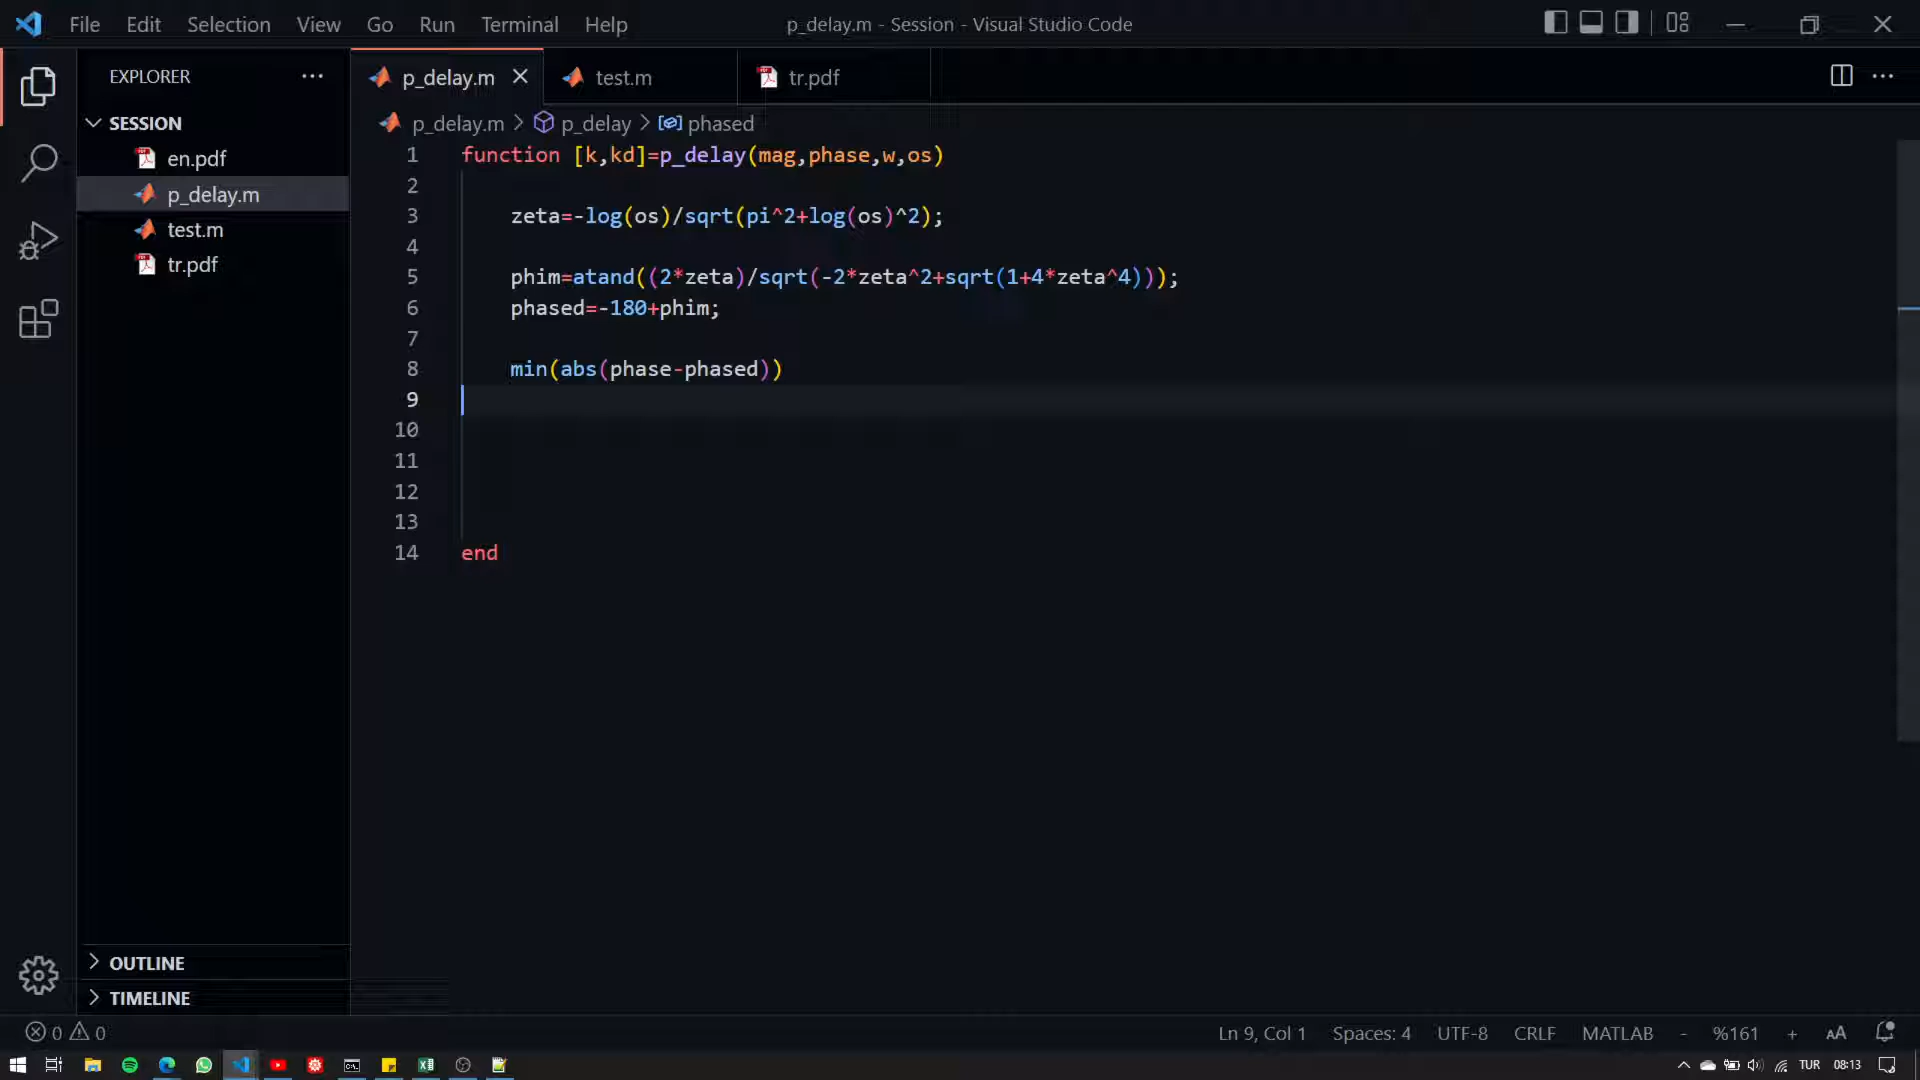 File Edit Selection View Go Run Terminal Help p_delay.m - Session - Visual Studio Code
EXPLORER ···
SESSION
en.pdf
p_delay.m
test.m
tr.pdf
OUTLINE
TIMELINE
p_delay.m test.m tr.pdf
p_delay.m > p_delay > phased
1 function [k,kd]=p_delay(mag,phase,w,os)
2
3 zeta=-log(os)/sqrt(pi^2+log(os)^2);
4
5 phim=atand((2*zeta)/sqrt(-2*zeta^2+sqrt(1+4*zeta^4)));
6 phased=-180+phim;
7
8 min(abs(phase-phased))
9
10
11
12
13
14 end
0 0 Ln 9, Col 1 Spaces: 4 UTF-8 CRLF MATLAB - %161 + AA
TUR 08:13